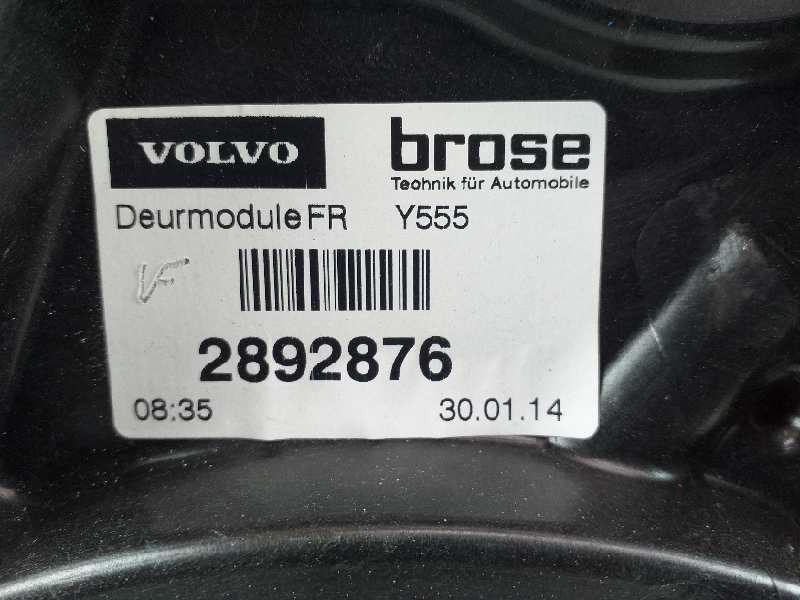 VOLVO brose
Technik für Automobile
Deurmodule FR Y555
VF
2892876
08:35 30.01.14